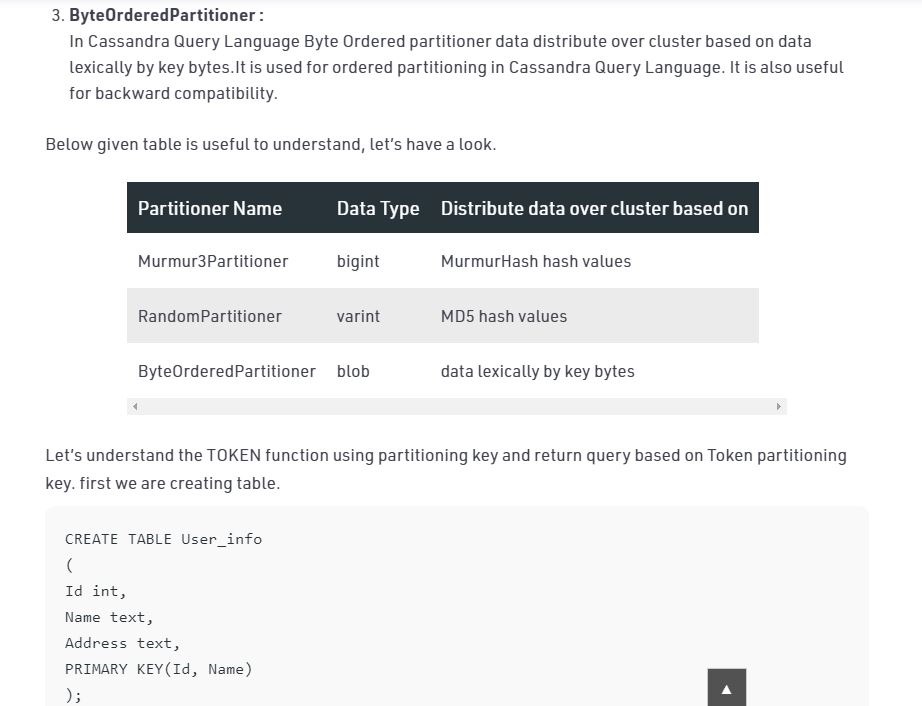 3. ByteOrderedPartitioner :
In Cassandra Query Language Byte Ordered partitioner data distribute over cluster based on data
lexically by key bytes.It is used for ordered partitioning in Cassandra Query Language. It is also useful
for backward compatibility.
Below given table is useful to understand, let's have a look.
Partitioner Name Data Type Distribute data over cluster based on
Murmur3Partitioner bigint MurmurHash hash values
RandomPartitioner varint MD5 hash values
ByteOrderedPartitioner blob data lexically by key bytes
Let's understand the TOKEN function using partitioning key and return query based on Token partitioning
key. first we are creating table.
CREATE TABLE User_info
(
Id int,
Name text,
Address text,
PRIMARY KEY(Id, Name)
);